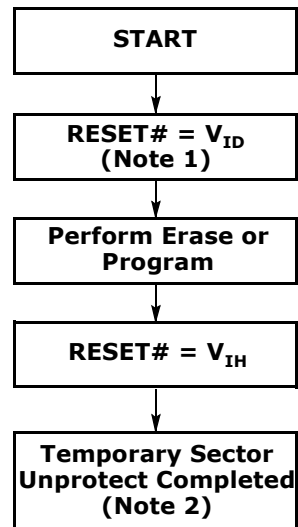 START
RESET# = VID
(Note 1)
Perform Erase or
Program
RESET# = VIH
Temporary Sector
Unprotect Completed
(Note 2)